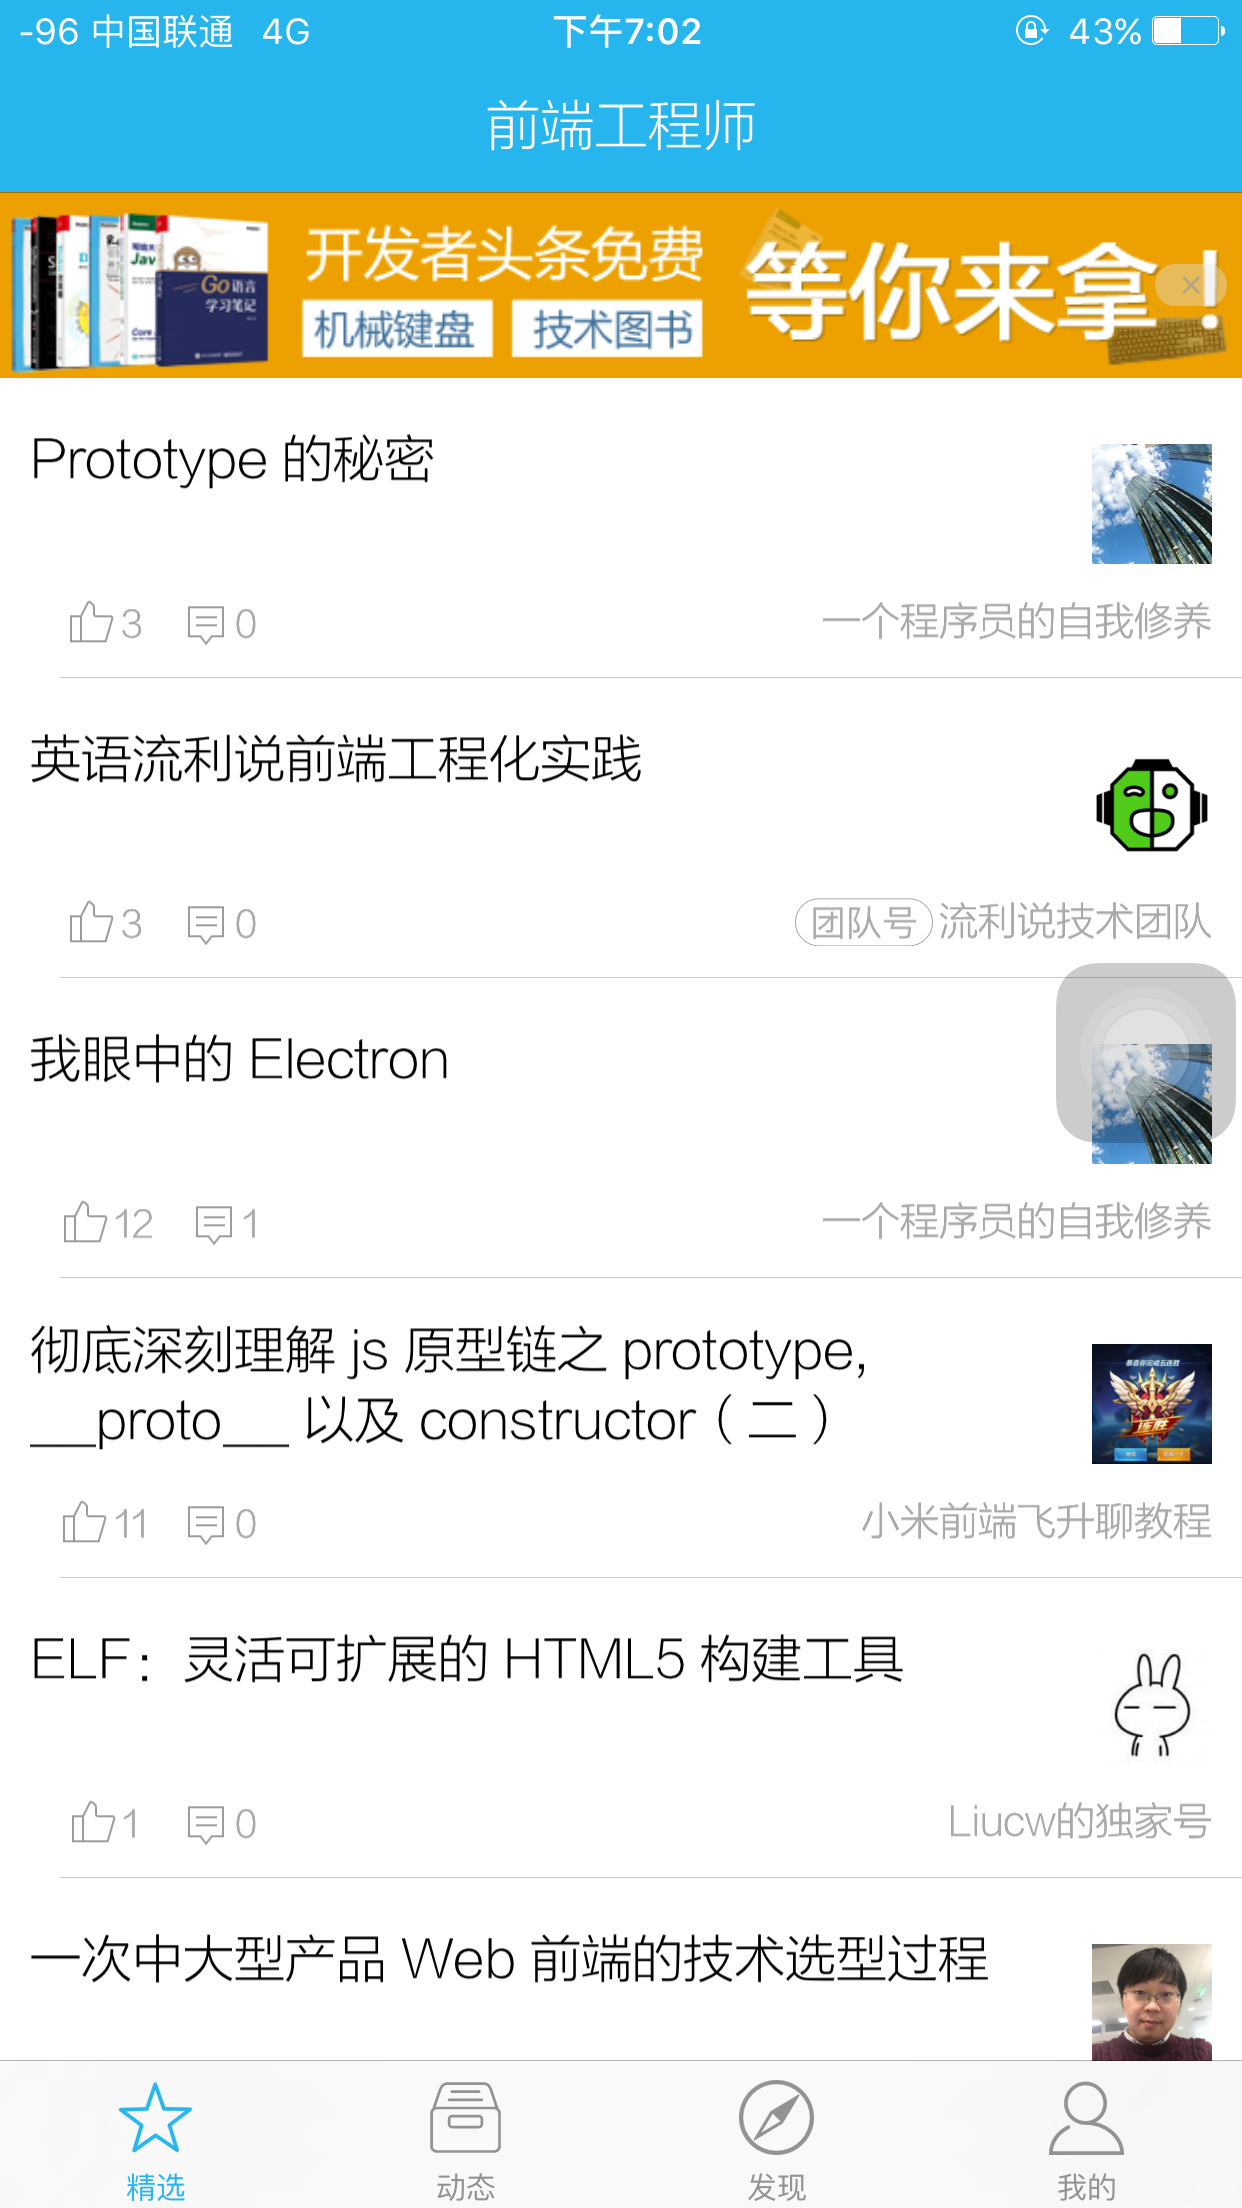 -96 中国联通 4G 下午7:02 43%
前端工程师
开发者头条免费
机械键盘 技术图书
等你来拿!
Go语言
学习笔记
Prototype 的秘密
3 0 一个程序员的自我修养
英语流利说前端工程化实践
3 0 团队号 流利说技术团队
我眼中的 Electron
12 1 一个程序员的自我修养
彻底深刻理解 js 原型链之 prototype,
__proto__ 以及 constructor ( 二 )
11 0 小米前端飞升聊教程
ELF：灵活可扩展的 HTML5 构建工具
1 0 Liucw的独家号
一次中大型产品 Web 前端的技术选型过程
精选 动态 发现 我的